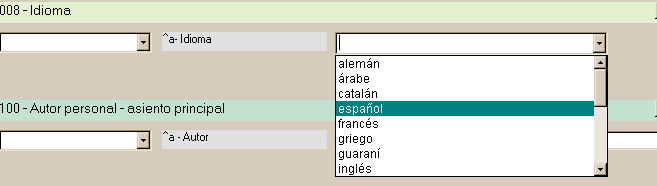 008 - Idioma
^a- Idioma
alemán
árabe
catalán
español
francés
griego
guaraní
inglés
100 - Autor personal - asiento principal
^a - Autor